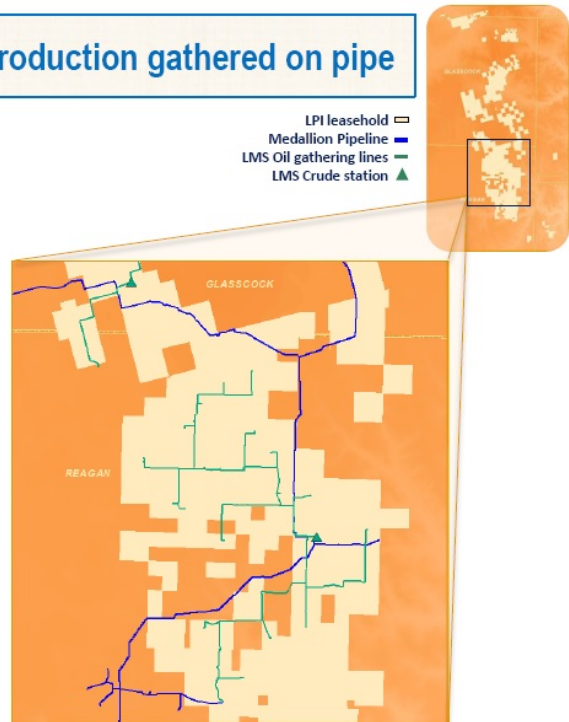 roduction gathered on pipe
LPI leasehold
Medallion Pipeline
LMS Oil gathering lines
LMS Crude station
GLASSCOCK
GLASSCOCK
REAGAN